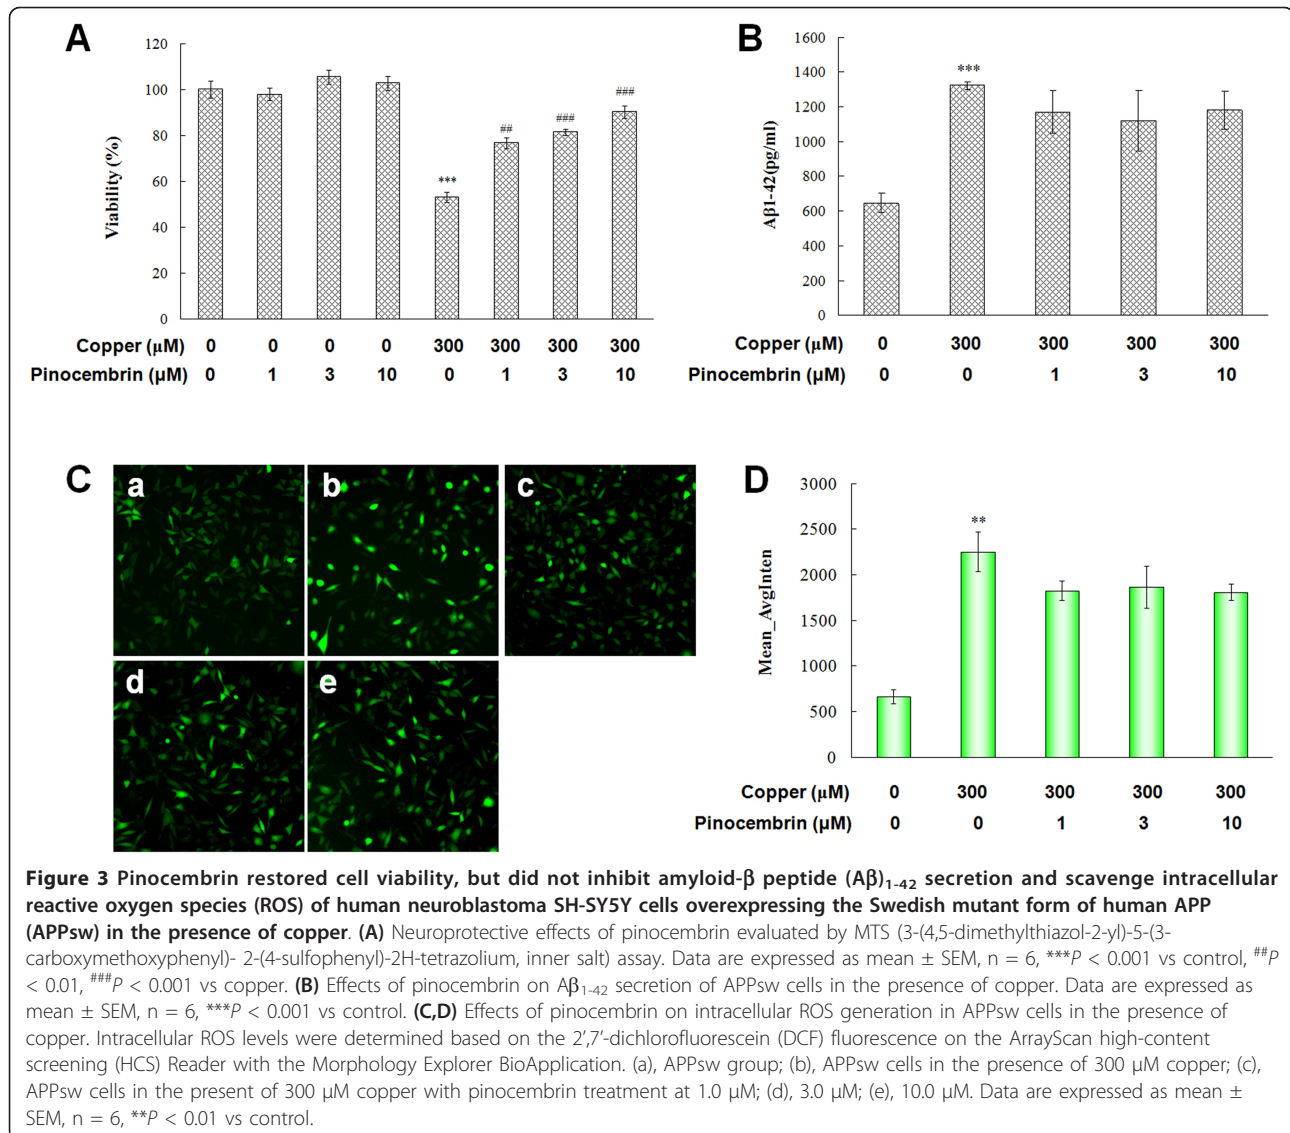 A
120
100
80
60
40
20
0
Viability (%)
***
##
###
###
Copper (μM) 0 0 0 0 300 300 300 300
Pinocembrin (μM) 0 1 3 10 0 1 3 10
B
1600
1400
1200
1000
800
600
400
200
0
Aβ1-42(pg/ml)
***
Copper (μM) 0 300 300 300 300
Pinocembrin (μM) 0 0 1 3 10
C
a
b
c
d
e
D
3000
2500
2000
1500
1000
500
0
Mean_AvgInten
**
Copper (μM) 0 300 300 300 300
Pinocembrin (μM) 0 0 1 3 10
Figure 3 Pinocembrin restored cell viability, but did not inhibit amyloid-β peptide (Aβ)1-42 secretion and scavenge intracellular
reactive oxygen species (ROS) of human neuroblastoma SH-SY5Y cells overexpressing the Swedish mutant form of human APP
(APPsw) in the presence of copper. (A) Neuroprotective effects of pinocembrin evaluated by MTS (3-(4,5-dimethylthiazol-2-yl)-5-(3-
carboxymethoxyphenyl)- 2-(4-sulfophenyl)-2H-tetrazolium, inner salt) assay. Data are expressed as mean ± SEM, n = 6, ***P < 0.001 vs control, ##P
< 0.01, ###P < 0.001 vs copper. (B) Effects of pinocembrin on Aβ1-42 secretion of APPsw cells in the presence of copper. Data are expressed as
mean ± SEM, n = 6, ***P < 0.001 vs control. (C,D) Effects of pinocembrin on intracellular ROS generation in APPsw cells in the presence of
copper. Intracellular ROS levels were determined based on the 2',7'-dichlorofluorescein (DCF) fluorescence on the ArrayScan high-content
screening (HCS) Reader with the Morphology Explorer BioApplication. (a), APPsw group; (b), APPsw cells in the presence of 300 μM copper; (c),
APPsw cells in the present of 300 μM copper with pinocembrin treatment at 1.0 μM; (d), 3.0 μM; (e), 10.0 μM. Data are expressed as mean ±
SEM, n = 6, **P < 0.01 vs control.